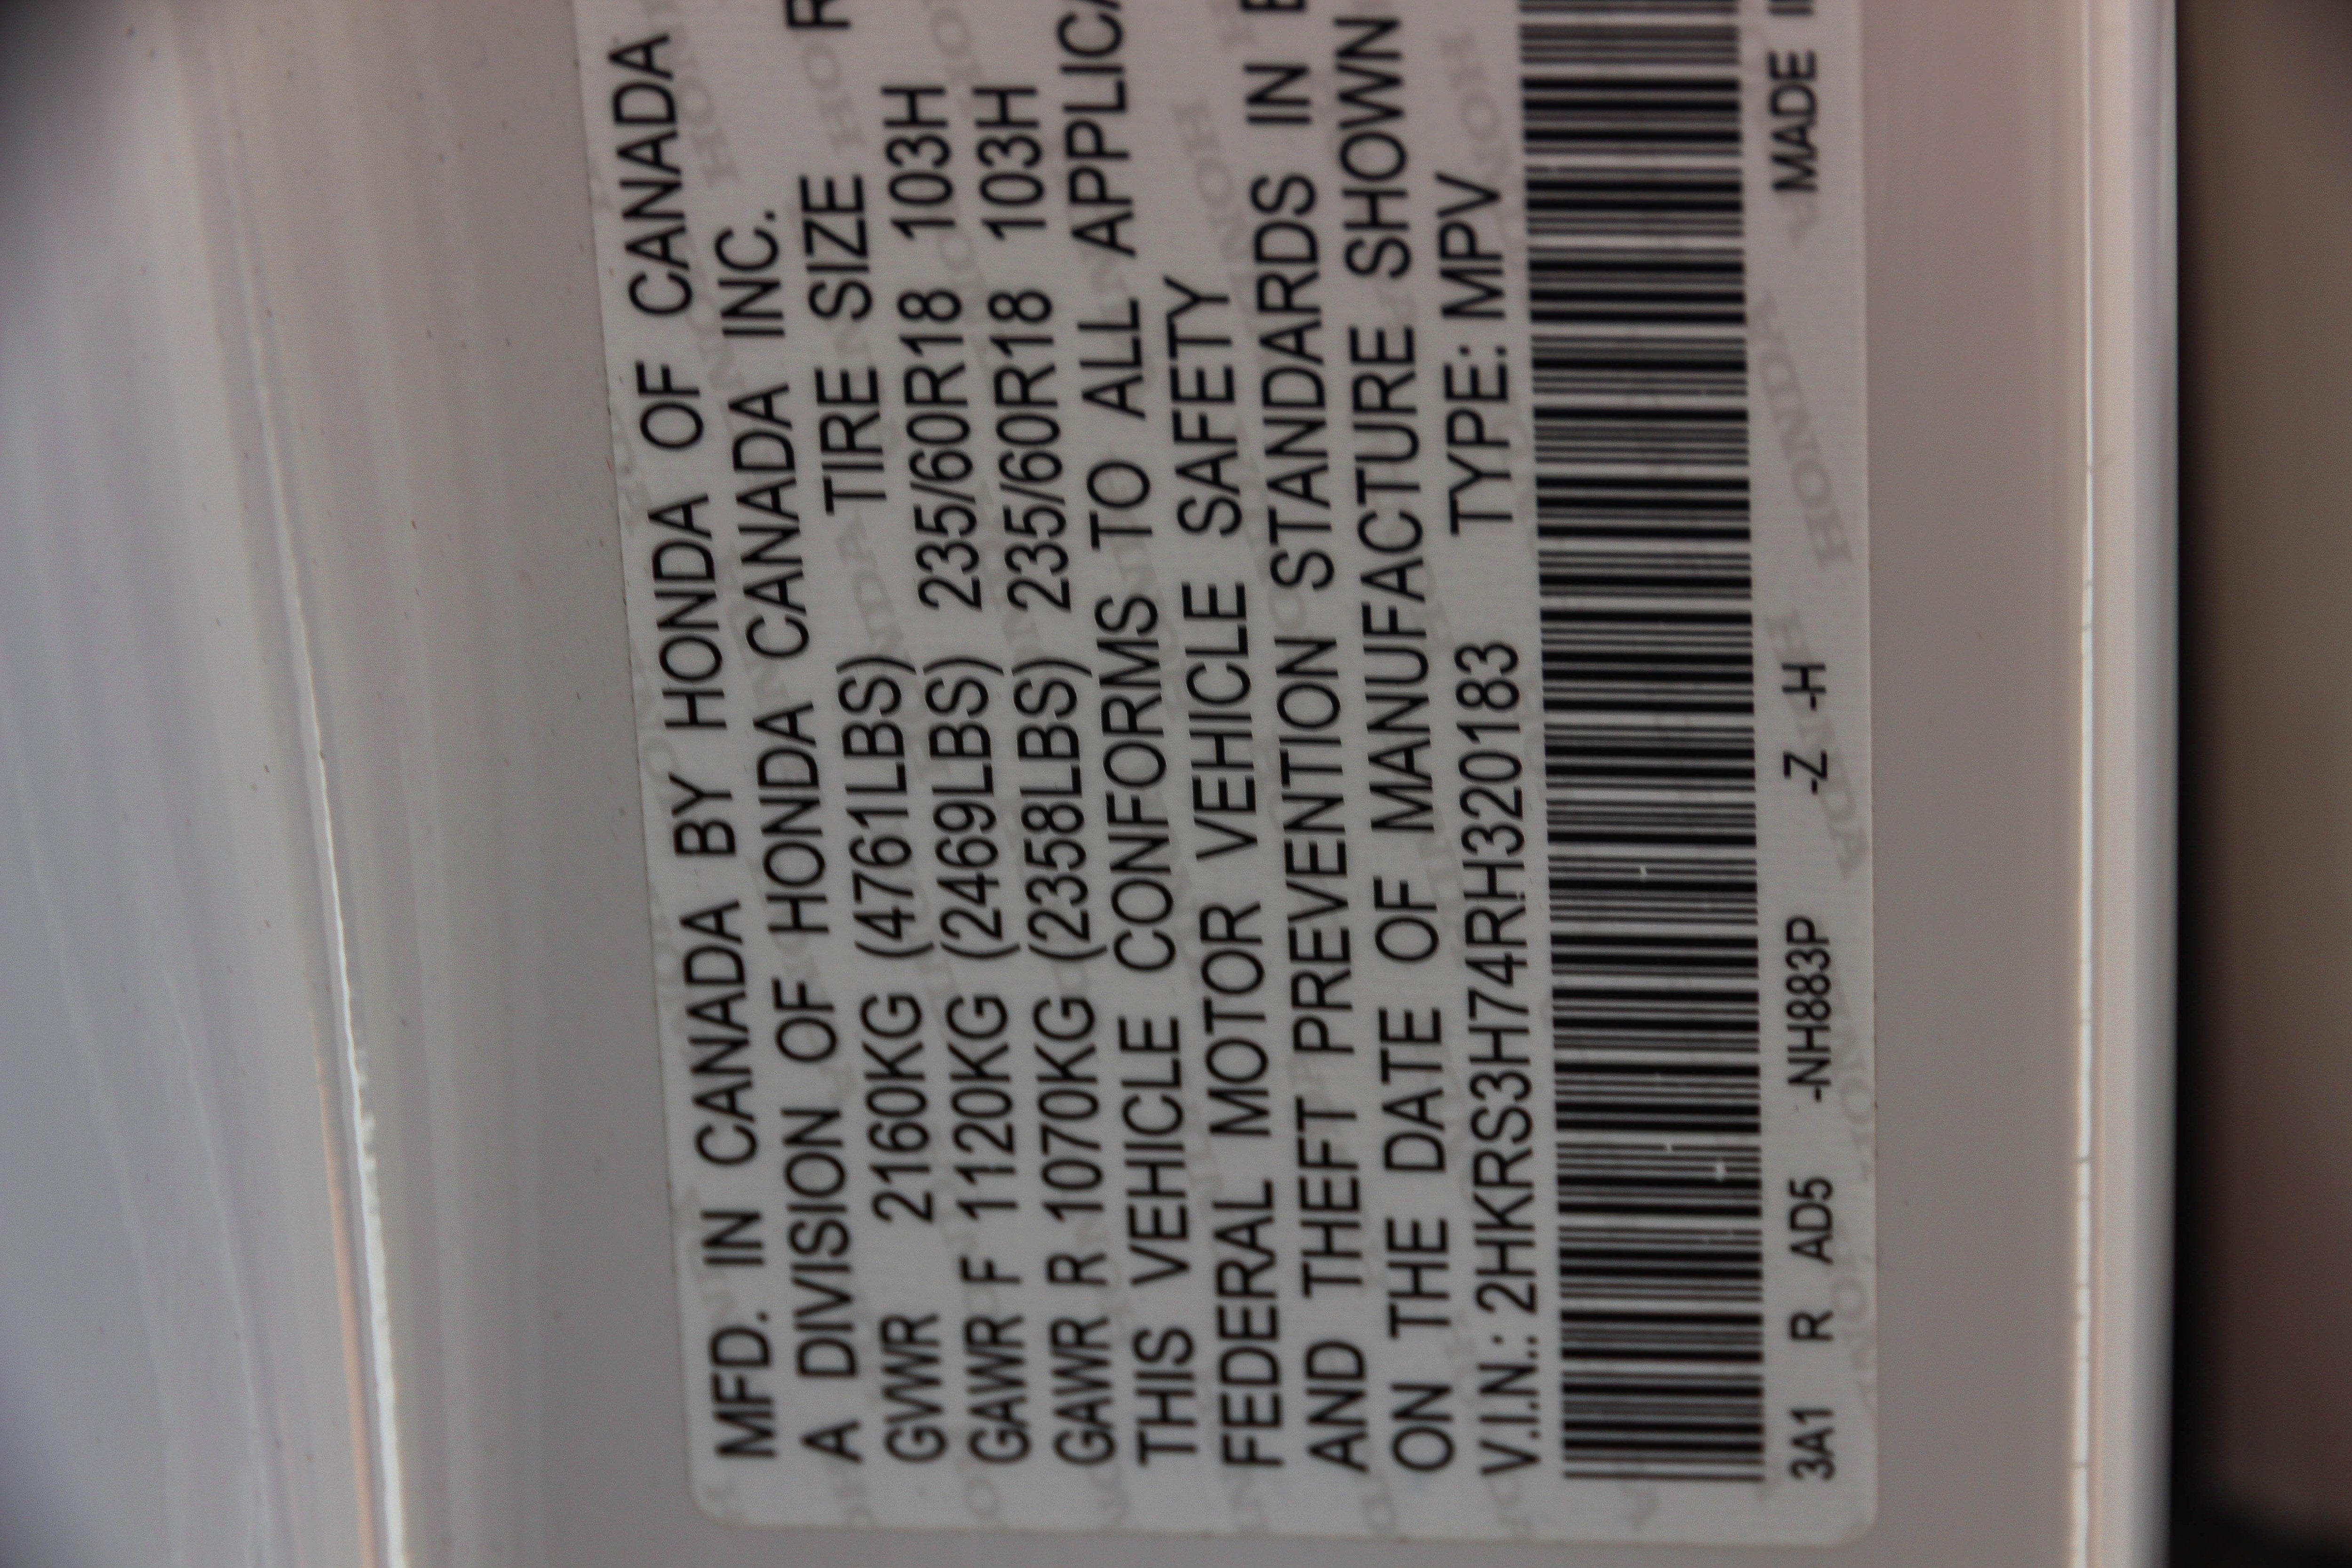 MFD. IN CANADA BY HONDA OF CANADA
A DIVISION OF HONDA CANADA INC.
TIRE SIZE R
GVWR 2160KG (4761LBS)
GAWR F 1120KG (2469LBS) 235/60R18 103H
GAWR R 1070KG (2358LBS) 235/60R18 103H
THIS VEHICLE CONFORMS TO ALL APPLICA
FEDERAL MOTOR VEHICLE SAFETY
AND THEFT PREVENTION STANDARDS IN E
ON THE DATE OF MANUFACTURE SHOWN
V.I.N.: 2HKRS3H74RH320183 TYPE: MPV
3A1 R AD5 -NH883P -Z -H MADE I